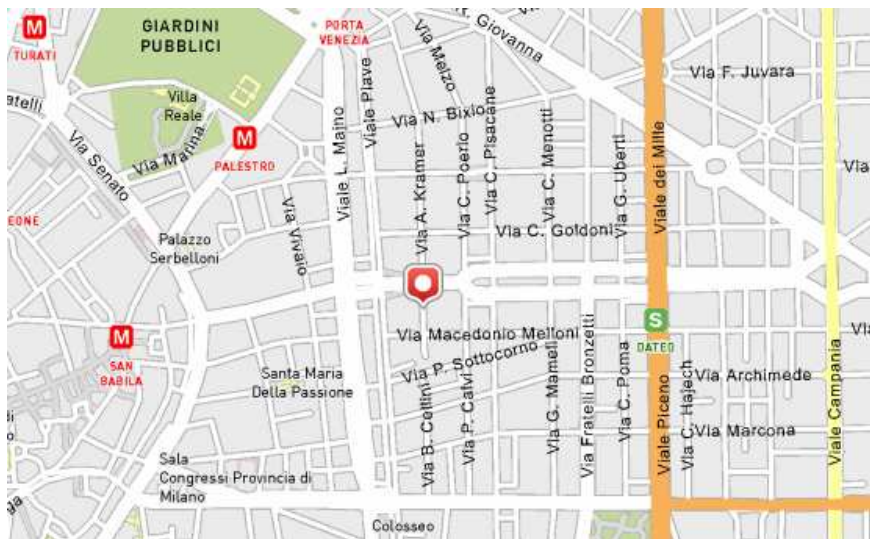 M
TURATI
GIARDINI
PUBBLICI
M
PORTA
VENEZIA
Via Melzo
Giovanna
Via F. Juvara
Villa
Reale
Via N. Bixio
Via Senato
Via Marina
M
PALESTRO
Viale L. Majno
Viale Piave
Via A. Kramer
Via C. Poerio
Via C. Pisacane
Via C. Menotti
Via G. Uberti
Viale dei Mille
Via
Palazzo
Serbelloni
Via Vivaio
Via C. Goldoni
M
SAN
BABILA
Via Macedonio Melloni
S
DATEO
Via P. Sottocorno
Santa Maria
Della Passione
Via B. Cellini
Via P. Calvi
Via G. Mameli
Via Fratelli Bronzetti
Via C. Poma
Viale Piceno
Via C. Hajech
Via Archimede
Via Marcona
Viale Campania
Sala
Congressi Provincia di
Milano
Colosseo